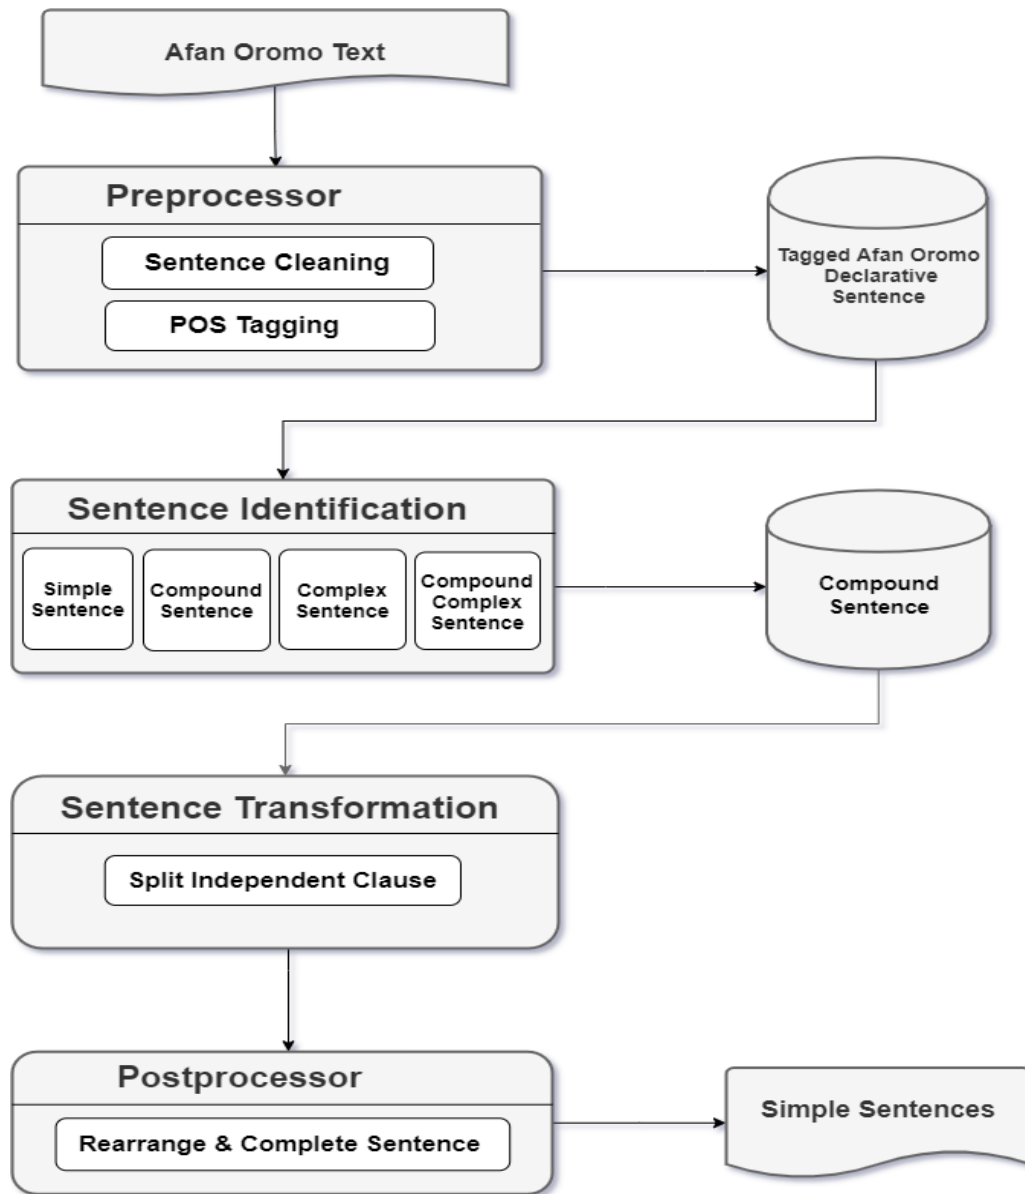 Afan Oromo Text
Preprocessor
Sentence Cleaning
POS Tagging
Tagged Afan Oromo
Declarative
Sentence
Sentence Identification
Simple
Sentence
Compound
Sentence
Complex
Sentence
Compound
Complex
Sentence
Compound
Sentence
Sentence Transformation
Split Independent Clause
Postprocessor
Rearrange & Complete Sentence
Simple Sentences